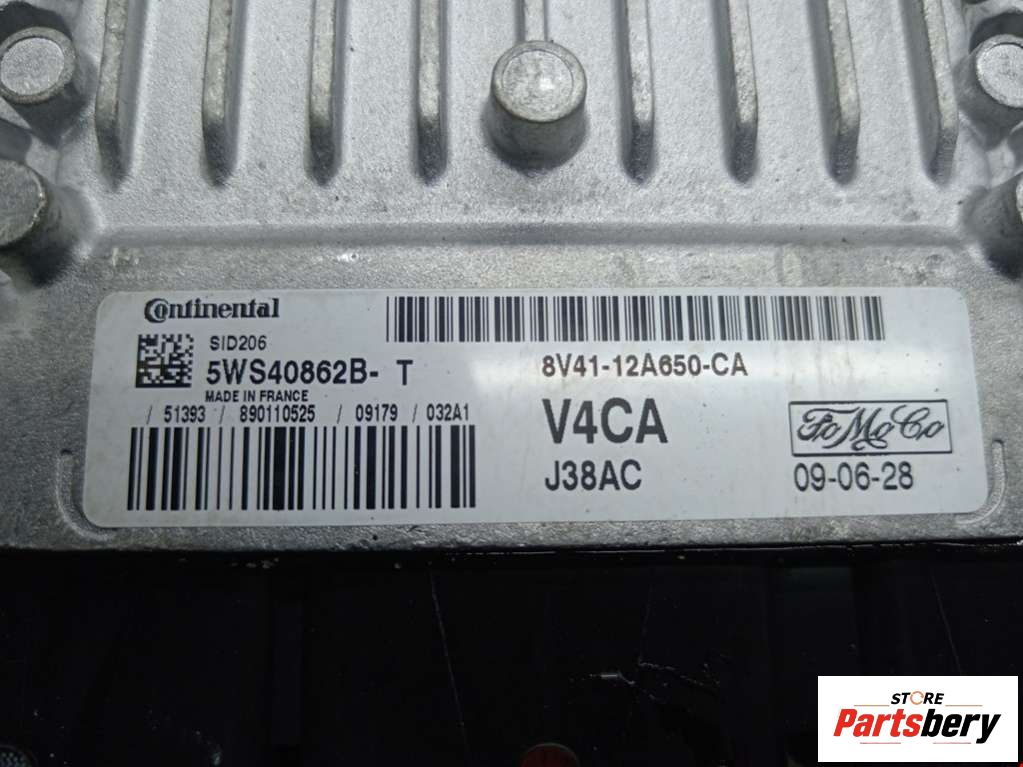 Continental
SID206
5WS40862B- T
MADE IN FRANCE
/ 51393 / 890110525 / 09179 / 032A1
8V41-12A650-CA
V4CA
J38AC
FoMoCo
09-06-28
STORE
Partsbery